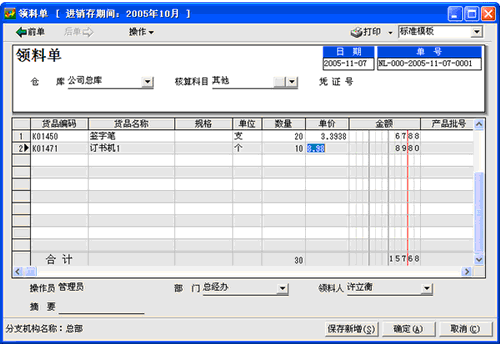 领料单 [ 进销存期间：2005年10月 ]
前单 后单 操作 打印 标准模板
领料单
日 期 单 号
2005-11-07 NL-000-2005-11-07-0001
仓 库 公司总库 核算科目 其他 凭 证 号
货品编码 货品名称 规格 单位 数量 单价 金额 产品批号
1 K01450 签字笔 支 20 3.3938 6788
2 K01471 订书机1 个 10 8.98 8980
合 计 30 15768
操作员 管理员 部 门 总经办 领料人 许立衡
摘 要
分支机构名称：总部 保存新增(S) 确定(A) 取消(C)